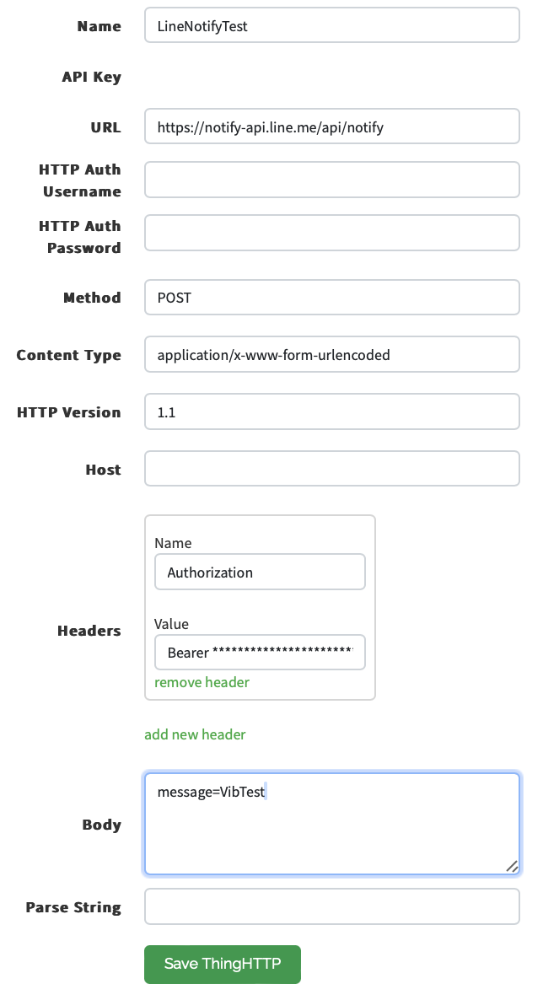 Name
LineNotifyTest
API Key
URL
https://notify-api.line.me/api/notify
HTTP Auth
Username
HTTP Auth
Password
Method
POST
Content Type
application/x-www-form-urlencoded
HTTP Version
1.1
Host
Headers
Name
Authorization
Value
Bearer **********************
remove header
add new header
Body
message=VibTest
Parse String
Save ThingHTTP